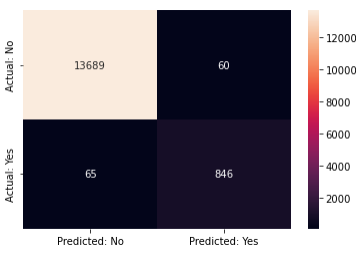 Actual: No
13689
60
Actual: Yes
65
846
Predicted: No
Predicted: Yes
12000
10000
8000
6000
4000
2000